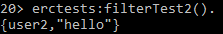 20> erctests:filterTest2().
{user2,"hello"}